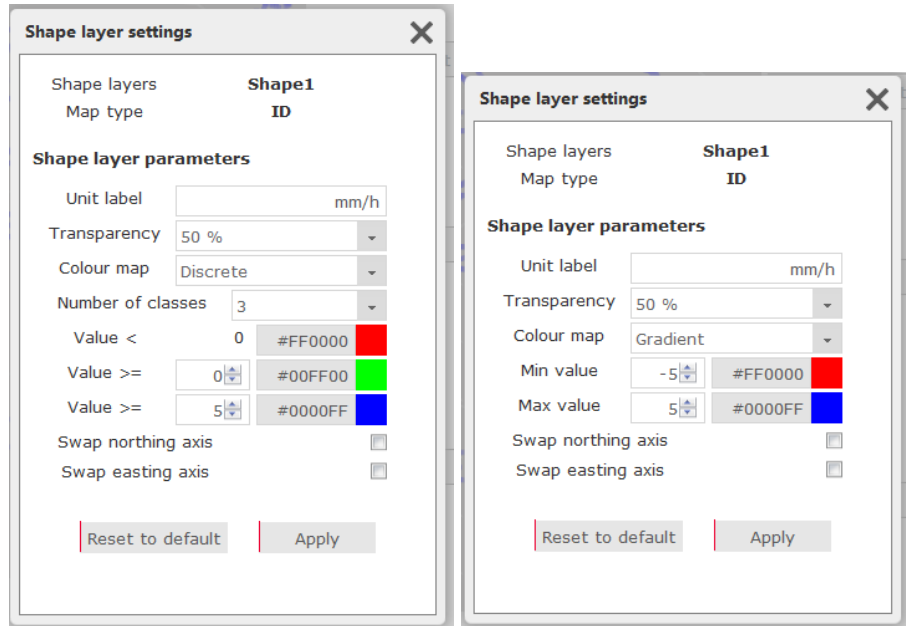 Shape layer settings
Shape layers Shape1
Map type ID
Shape layer parameters
Unit label mm/h
Transparency 50 %
Colour map Discrete
Number of classes 3
Value < 0 #FF0000
Value >= 0 #00FF00
Value >= 5 #0000FF
Swap northing axis
Swap easting axis
Reset to default Apply
Shape layer settings
Shape layers Shape1
Map type ID
Shape layer parameters
Unit label mm/h
Transparency 50 %
Colour map Gradient
Min value -5 #FF0000
Max value 5 #0000FF
Swap northing axis
Swap easting axis
Reset to default Apply